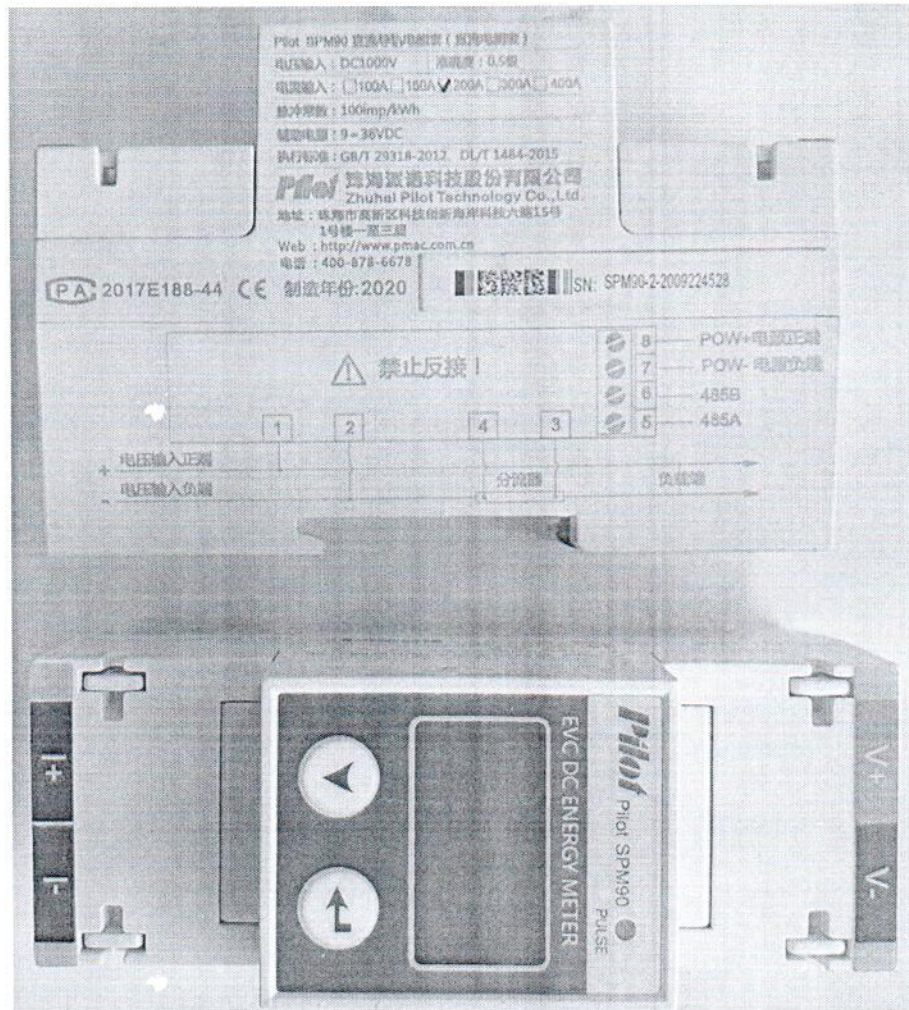 Pilot SPM90 直流导轨电能表（直流电能表）
电压输入：DC1000V 准确度：0.5级
电流输入：□100A□150A☑200A□300A□400A
脉冲常数：100imp/kWh
辅助电源：9~36VDC
执行标准：GB/T 29318-2012、DL/T 1484-2015
Pilot 珠海派诺科技股份有限公司
Zhuhai Pilot Technology Co.,Ltd.
地址：珠海市高新区科技创新海岸科技六路15号
1号楼一至三层
Web：http://www.pmac.com.cn
电话：400-878-6678
CPA 2017E188-44 CE 制造年份:2020
SN: SPM90-2-2009224528
禁止反接！
8 POW+电源正端
7 POW- 电源负端
6 485B
5 485A
1 2 4 3
+ 电压输入正端
- 电压输入负端 分流器 负载端
I+
I-
EVC DC ENERGY METER
Pilot Pilot SPM90
PULSE
V+
V-